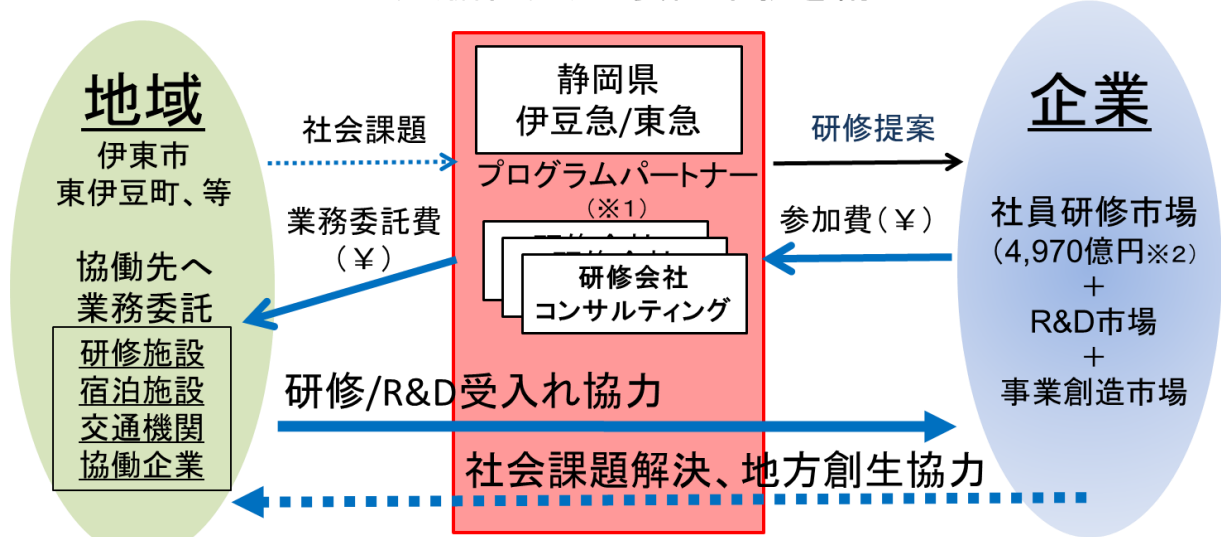 地域
伊東市
東伊豆町、等
協働先へ
業務委託
研修施設
宿泊施設
交通機関
協働企業
社会課題
業務委託費
(¥)
静岡県
伊豆急/東急
プログラムパートナー
(※1)
研修会社
コンサルティング
研修提案
参加費(¥)
企業
社員研修市場
(4,970億円※2)
+
R&D市場
+
事業創造市場
研修/R&D受入れ協力
社会課題解決、地方創生協力